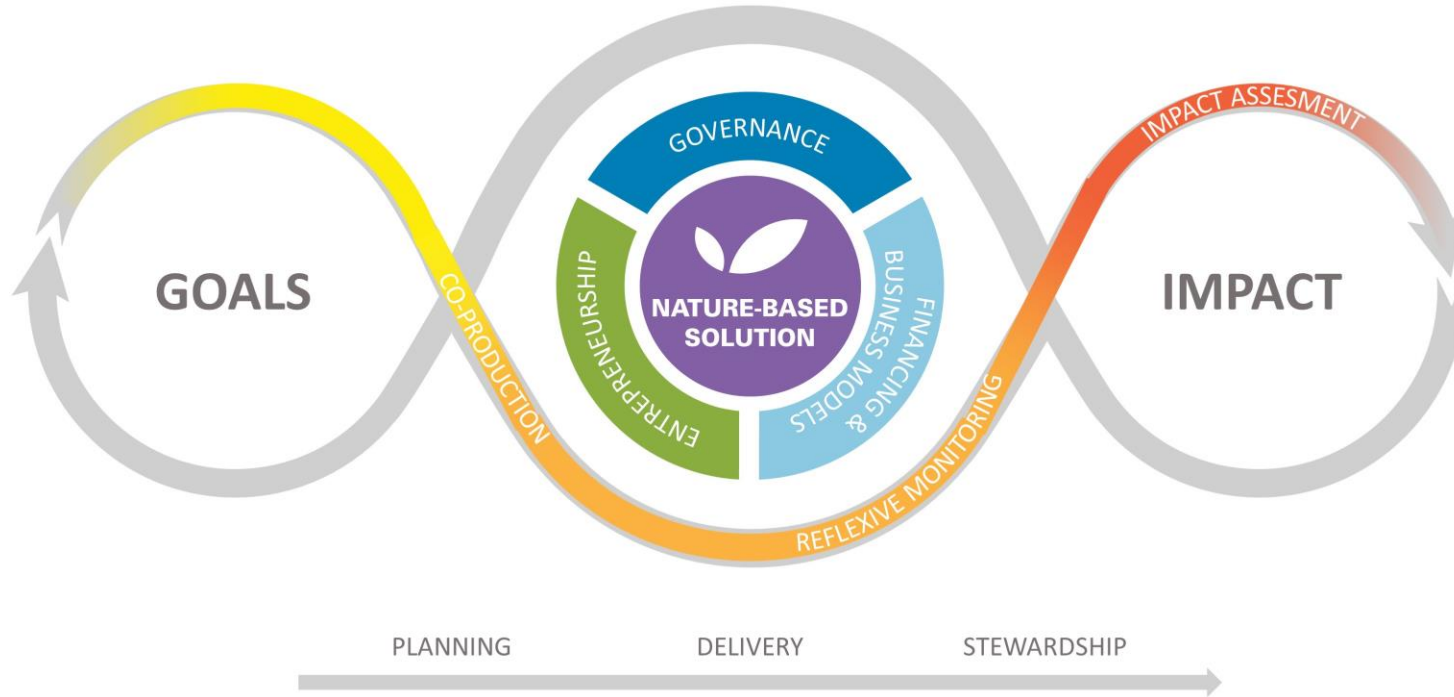 GOALS
CO-PRODUCTION
GOVERNANCE
ENTREPRENEURSHIP
NATURE-BASED
SOLUTION
FINANCING &
BUSINESS MODELS
REFLEXIVE MONITORING
IMPACT ASSESMENT
IMPACT
PLANNING
DELIVERY
STEWARDSHIP